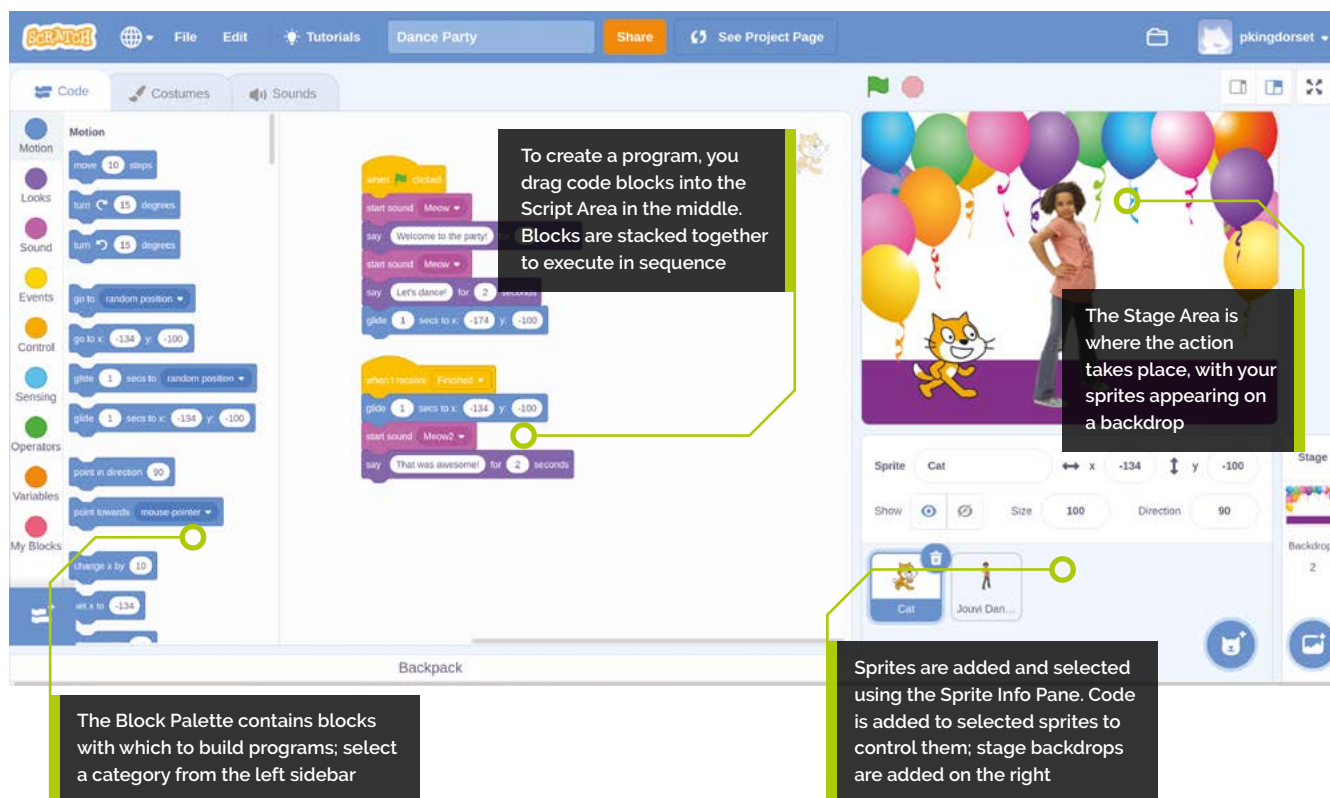 SCRATCH
File Edit Tutorials Dance Party Share See Project Page pkingdorset
Code Costumes Sounds
Motion
Looks
Sound
Events
Control
Sensing
Operators
Variables
My Blocks
Motion
move 10 steps
turn 15 degrees
turn 15 degrees
go to random position
go to x: -134 y: -100
glide 1 secs to random position
glide 1 secs to x: -134 y: -100
point in direction 90
point towards mouse-pointer
change x by 10
set x to -134
when clicked
start sound Meow
say Welcome to the party!
start sound Meow
say Let's dance! for 2 seconds
glide 1 secs to x: -174 y: -100
when I receive Finished
glide 1 secs to x: -134 y: -100
start sound Meow2
say That was awesome! for 2 seconds
To create a program, you
drag code blocks into the
Script Area in the middle.
Blocks are stacked together
to execute in sequence
The Stage Area is
where the action
takes place, with your
sprites appearing on
a backdrop
Sprite Cat x -134 y -100
Show Size 100 Direction 90
Cat
Jouvi Dan...
Stage
Backdrop
2
Backpack
The Block Palette contains blocks
with which to build programs; select
a category from the left sidebar
Sprites are added and selected
using the Sprite Info Pane. Code
is added to selected sprites to
control them; stage backdrops
are added on the right